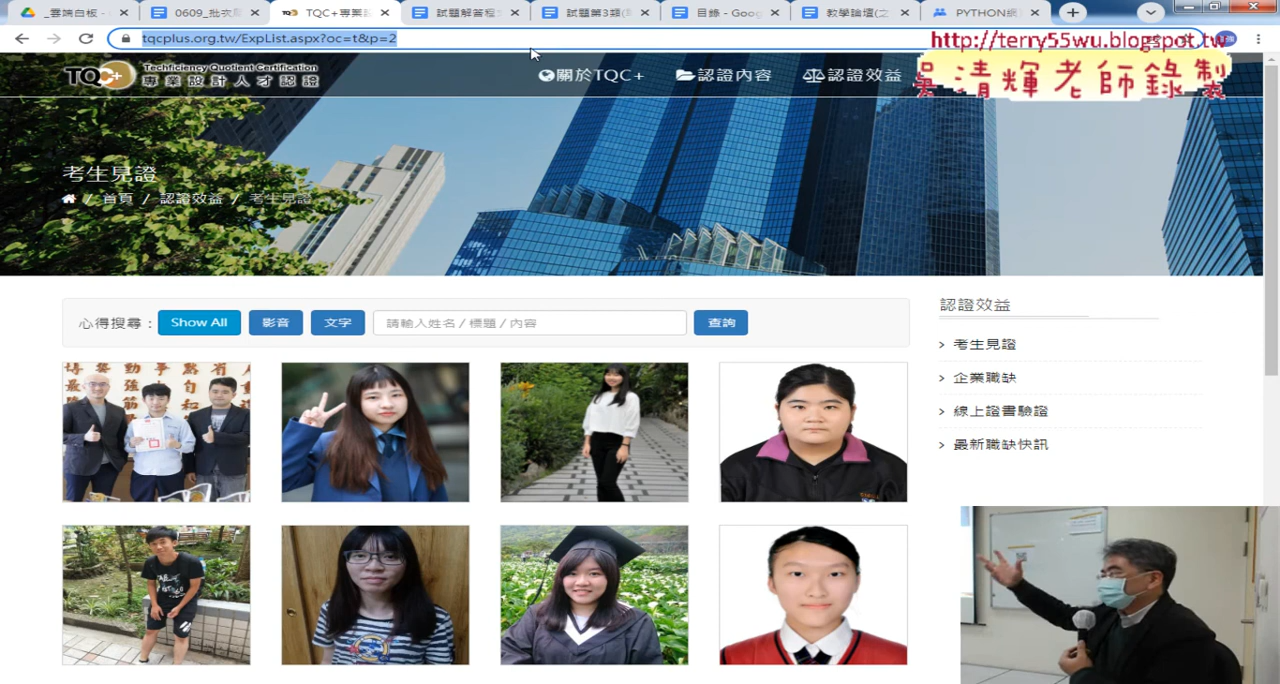 _雲端白板 -
0609_批次
TQC+專業
試題解答程
試題第3類(
目錄 - Goog
教學論壇(之
PYTHON網
tqcplus.org.tw/ExpList.aspx?oc=t&p=2
http://terry55wu.blogspot.tw
吳清輝老師錄製
TQC+
Techficiency Quotient Certification
專業設計人才認證
關於TQC+
認證內容
認證效益
考生見證
/ 首頁 / 認證效益 / 考生見證
心得搜尋：
Show All
影音
文字
請輸入姓名 / 標題 / 內容
查詢
認證效益
> 考生見證
> 企業職缺
> 線上證書驗證
> 最新職缺快訊